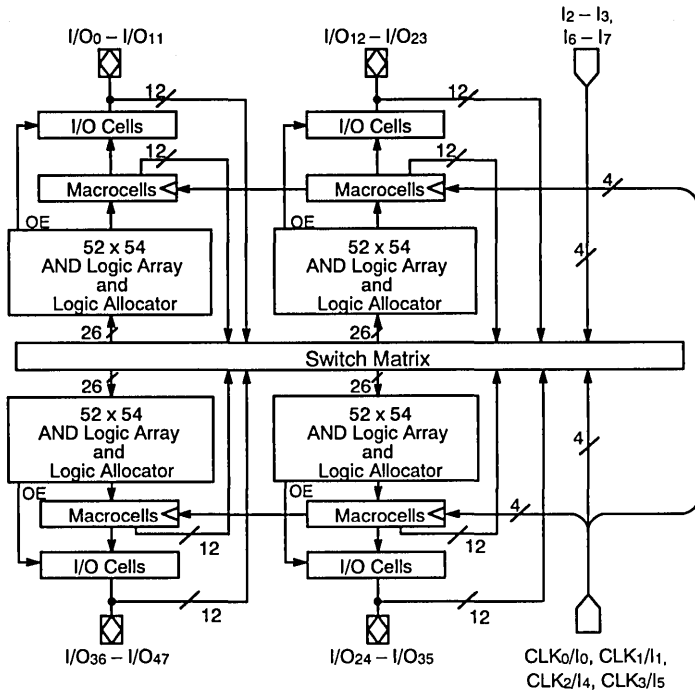 I/O0 – I/O11
I/O12 – I/O23
I2 – I3,
I6 – I7
12
12
I/O Cells
I/O Cells
12
12
Macrocells
Macrocells
4
OE
OE
52 x 54
AND Logic Array
and
Logic Allocator
52 x 54
AND Logic Array
and
Logic Allocator
4
26
26
Switch Matrix
26
26
52 x 54
AND Logic Array
and
Logic Allocator
52 x 54
AND Logic Array
and
Logic Allocator
4
OE
OE
Macrocells
Macrocells
4
12
12
I/O Cells
I/O Cells
12
12
I/O36 – I/O47
I/O24 – I/O35
CLK0/I0, CLK1/I1,
CLK2/I4, CLK3/I5